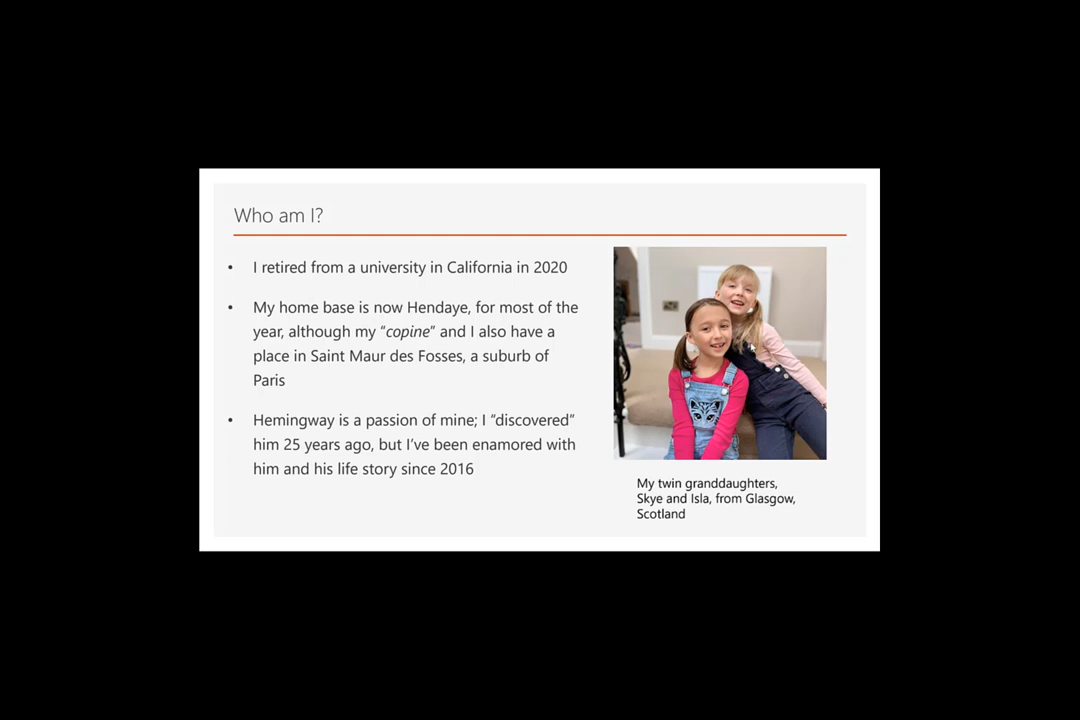 Who am I?
• I retired from a university in California in 2020
• My home base is now Hendaye, for most of the
year, although my “copine” and I also have a
place in Saint Maur des Fosses, a suburb of
Paris
• Hemingway is a passion of mine; I “discovered”
him 25 years ago, but I’ve been enamored with
him and his life story since 2016
My twin granddaughters,
Skye and Isla, from Glasgow,
Scotland